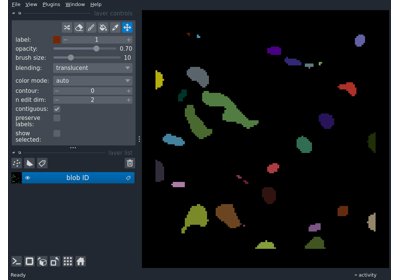 File View Plugins Window Help
layer controls
label: 1
opacity: 0.70
brush size: 10
blending: translucent
color mode: auto
contour: 0
n edit dim: 2
contiguous:
preserve
labels:
show
selected:
layer list
blob ID
Ready
activity